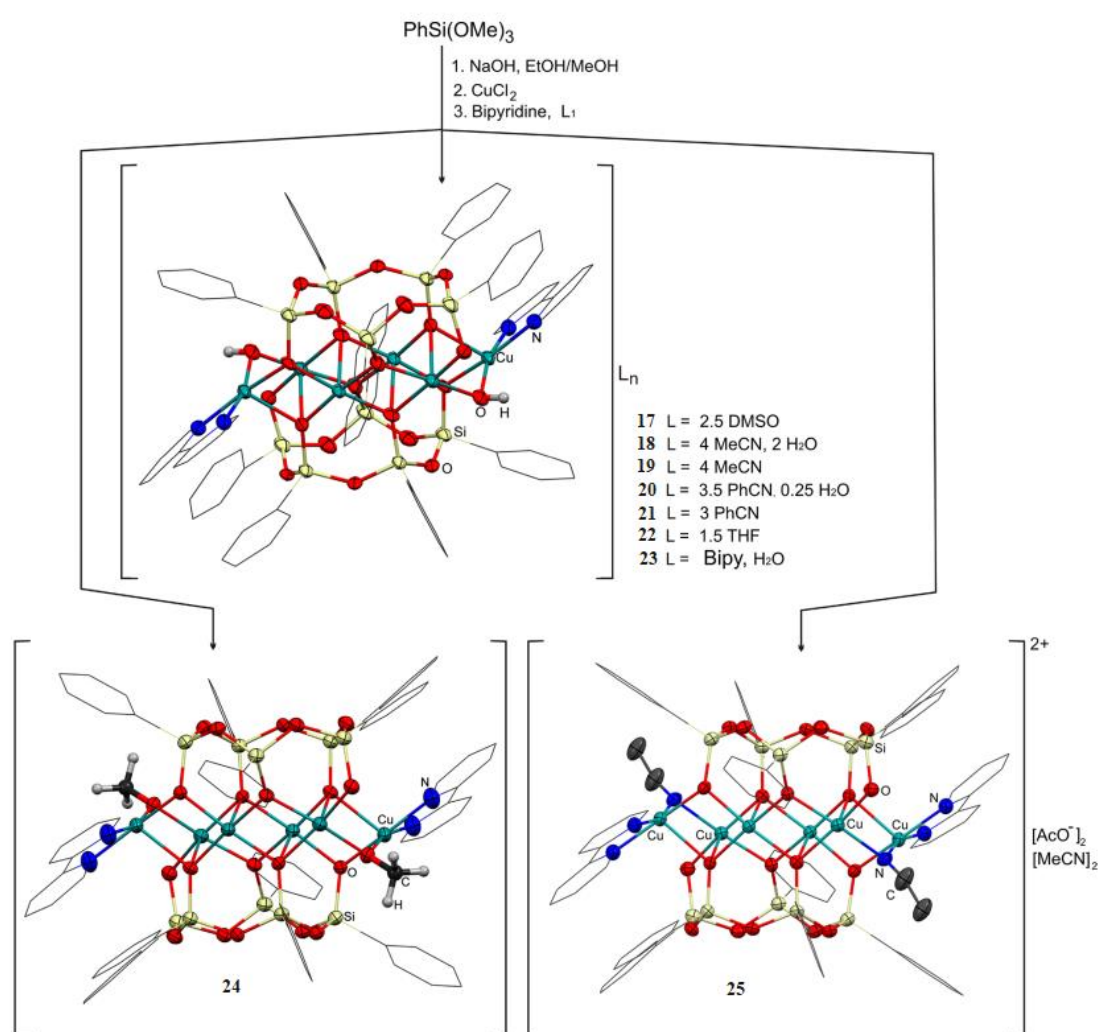 PhSi(OMe)3
1. NaOH, EtOH/MeOH
2. CuCl2
3. Bipyridine, L1
N
Cu
O H
Si
O
Ln
17 L = 2.5 DMSO
18 L = 4 MeCN, 2 H2O
19 L = 4 MeCN
20 L = 3.5 PhCN, 0.25 H2O
21 L = 3 PhCN
22 L = 1.5 THF
23 L = Bipy, H2O
N
Cu
O
C
H
Si
24
2+
Si
O
N
Cu Cu Cu Cu
N
C
[AcO-]2
[MeCN]2
25